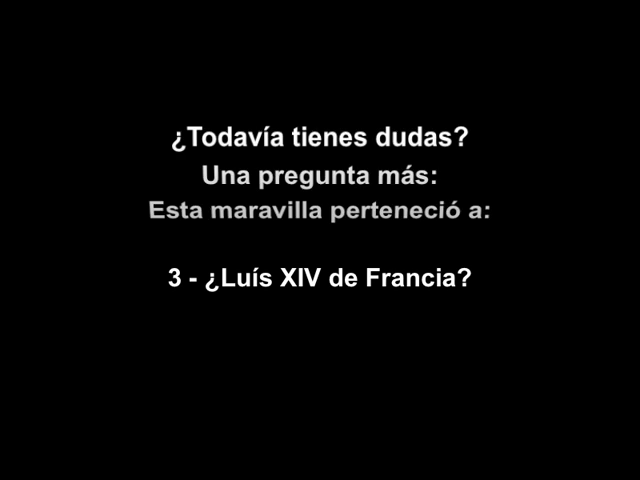 ¿Todavía tienes dudas?
Una pregunta más:
Esta maravilla perteneció a:
3 - ¿Luís XIV de Francia?